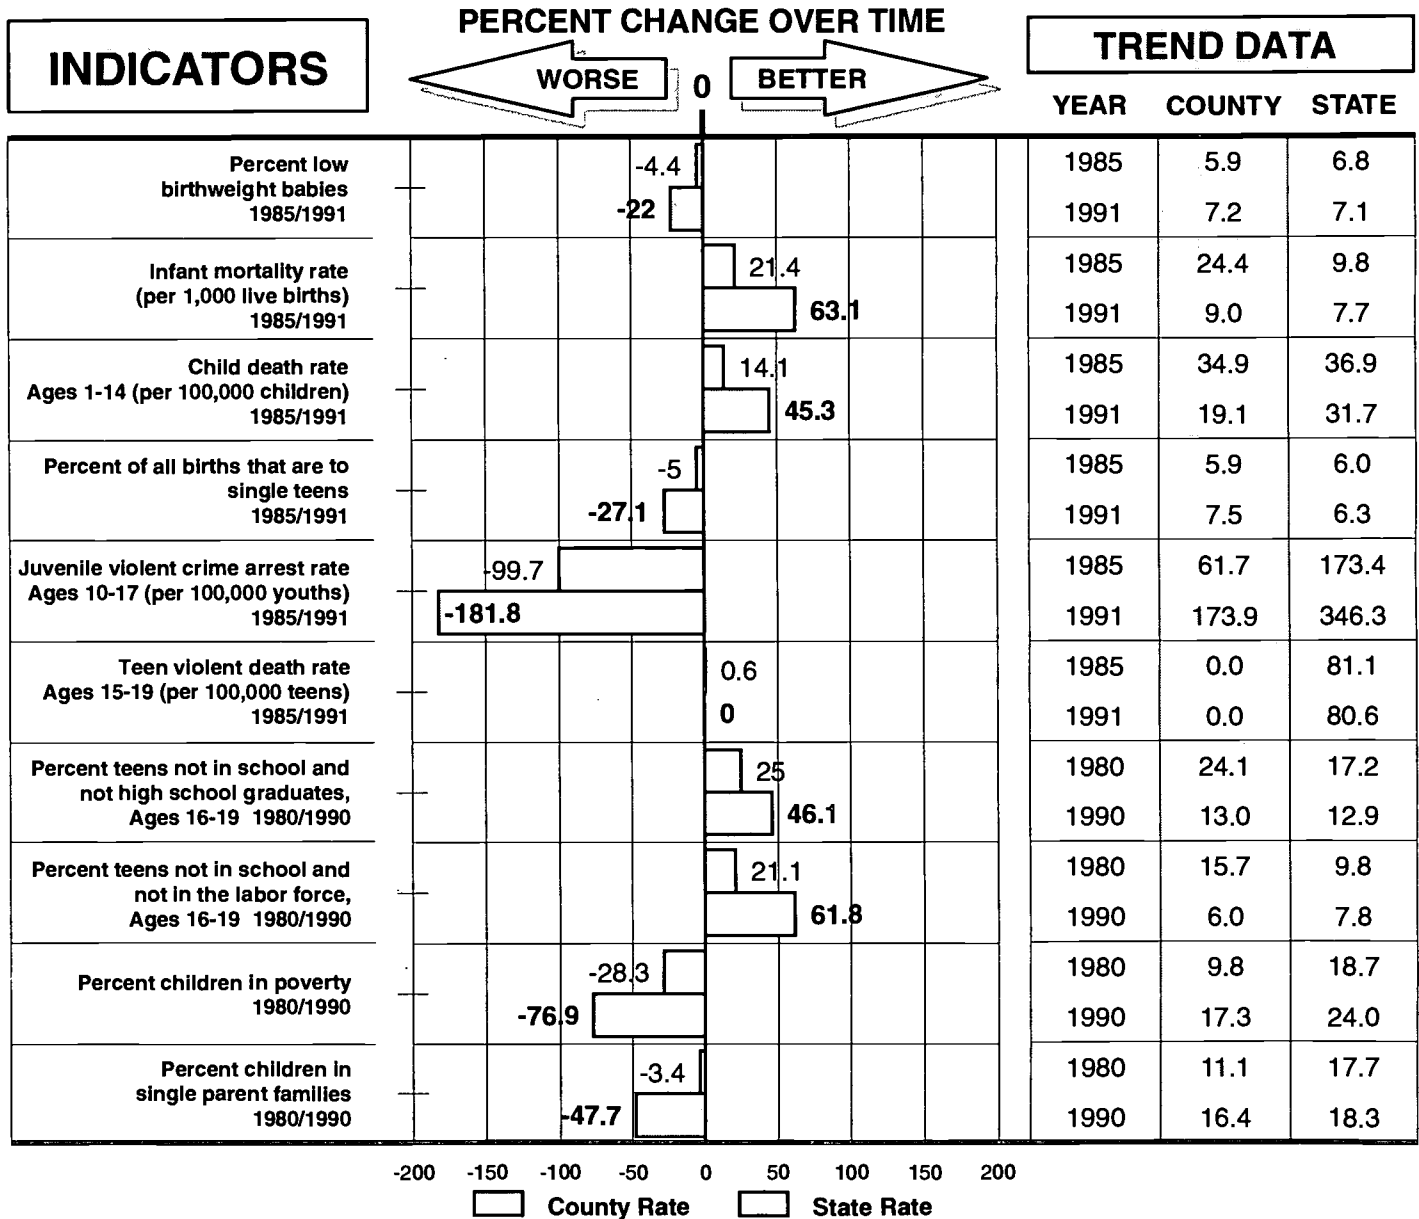 PERCENT CHANGE OVER TIME
INDICATORS
WORSE
0
BETTER
TREND DATA
YEAR COUNTY STATE
Percent low
birthweight babies
1985/1991
-4.4
-22
1985 5.9 6.8
1991 7.2 7.1
Infant mortality rate
(per 1,000 live births)
1985/1991
21.4
63.1
1985 24.4 9.8
1991 9.0 7.7
Child death rate
Ages 1-14 (per 100,000 children)
1985/1991
14.1
45.3
1985 34.9 36.9
1991 19.1 31.7
Percent of all births that are to
single teens
1985/1991
-5
-27.1
1985 5.9 6.0
1991 7.5 6.3
Juvenile violent crime arrest rate
Ages 10-17 (per 100,000 youths)
1985/1991
-99.7
-181.8
1985 61.7 173.4
1991 173.9 346.3
Teen violent death rate
Ages 15-19 (per 100,000 teens)
1985/1991
0.6
0
1985 0.0 81.1
1991 0.0 80.6
Percent teens not in school and
not high school graduates,
Ages 16-19 1980/1990
25
46.1
1980 24.1 17.2
1990 13.0 12.9
Percent teens not in school and
not in the labor force,
Ages 16-19 1980/1990
21.1
61.8
1980 15.7 9.8
1990 6.0 7.8
Percent children in poverty
1980/1990
-28.3
-76.9
1980 9.8 18.7
1990 17.3 24.0
Percent children in
single parent families
1980/1990
-3.4
-47.7
1980 11.1 17.7
1990 16.4 18.3
-200 -150 -100 -50 0 50 100 150 200
County Rate State Rate